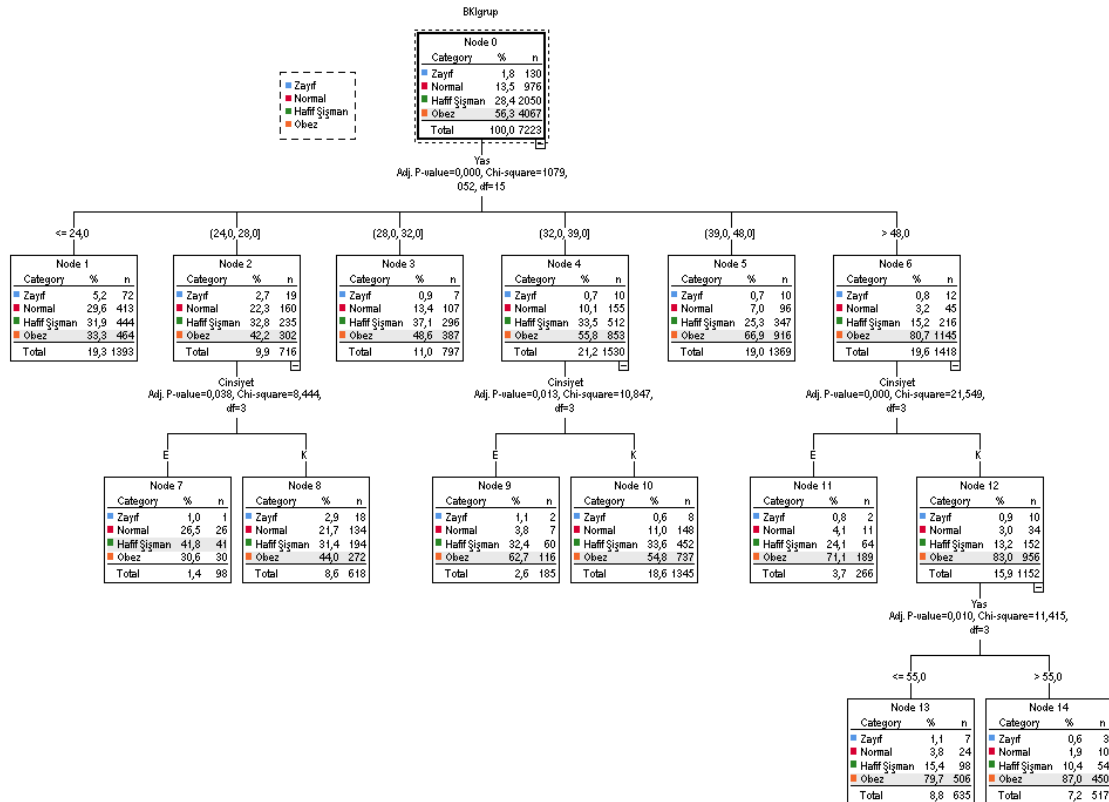 BKIgrup
Node 0
Category % n
Zayıf 1,8 130
Normal 13,5 976
Hafif Şişman 28,4 2050
Obez 56,3 4067
Total 100,0 7223
Zayıf
Normal
Hafif Şişman
Obez
Yas
Adj. P-value=0,000, Chi-square=1079,
052, df=15
<= 24,0
(24,0, 28,0]
(28,0, 32,0]
(32,0, 39,0]
(39,0, 48,0]
> 48,0
Node 1
Category % n
Zayıf 5,2 72
Normal 29,6 413
Hafif Şişman 31,9 444
Obez 33,3 464
Total 19,3 1393
Node 2
Category % n
Zayıf 2,7 19
Normal 22,3 160
Hafif Şişman 32,8 235
Obez 42,2 302
Total 9,9 716
Node 3
Category % n
Zayıf 0,9 7
Normal 13,4 107
Hafif Şişman 37,1 296
Obez 48,6 387
Total 11,0 797
Node 4
Category % n
Zayıf 0,7 10
Normal 10,1 155
Hafif Şişman 33,5 512
Obez 55,8 853
Total 21,2 1530
Node 5
Category % n
Zayıf 0,7 10
Normal 7,0 96
Hafif Şişman 25,3 347
Obez 66,9 916
Total 19,0 1369
Node 6
Category % n
Zayıf 0,8 12
Normal 3,2 45
Hafif Şişman 15,2 216
Obez 80,7 1145
Total 19,6 1418
Cinsiyet
Adj. P-value=0,038, Chi-square=8,444,
df=3
Cinsiyet
Adj. P-value=0,013, Chi-square=10,847,
df=3
Cinsiyet
Adj. P-value=0,000, Chi-square=21,549,
df=3
E
K
E
K
E
K
Node 7
Category % n
Zayıf 1,0 1
Normal 26,5 26
Hafif Şişman 41,8 41
Obez 30,6 30
Total 1,4 98
Node 8
Category % n
Zayıf 2,9 18
Normal 21,7 134
Hafif Şişman 31,4 194
Obez 44,0 272
Total 8,6 618
Node 9
Category % n
Zayıf 1,1 2
Normal 3,8 7
Hafif Şişman 32,4 60
Obez 62,7 116
Total 2,6 185
Node 10
Category % n
Zayıf 0,6 8
Normal 11,0 148
Hafif Şişman 33,6 452
Obez 54,8 737
Total 18,6 1345
Node 11
Category % n
Zayıf 0,8 2
Normal 4,1 11
Hafif Şişman 24,1 64
Obez 71,1 189
Total 3,7 266
Node 12
Category % n
Zayıf 0,9 10
Normal 3,0 34
Hafif Şişman 13,2 152
Obez 83,0 956
Total 15,9 1152
Yas
Adj. P-value=0,010, Chi-square=11,415,
df=3
<= 55,0
> 55,0
Node 13
Category % n
Zayıf 1,1 7
Normal 3,8 24
Hafif Şişman 15,4 98
Obez 79,7 506
Total 8,8 635
Node 14
Category % n
Zayıf 0,6 3
Normal 1,9 10
Hafif Şişman 10,4 54
Obez 87,0 450
Total 7,2 517